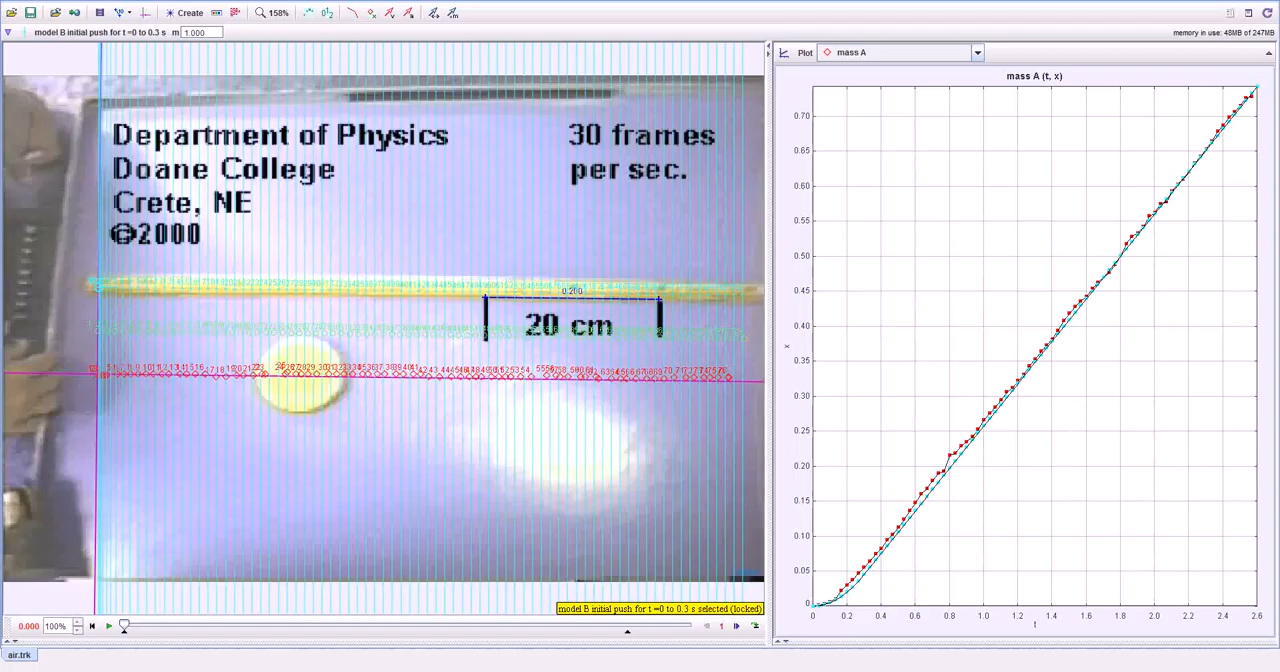 Create
158%
model B initial push for t =0 to 0.3 s m 1.000
memory in use: 48MB of 247MB
Department of Physics
Doane College
Crete, NE
©2000
30 frames
per sec.
0.200
20 cm
model B initial push for t =0 to 0.3 s selected (locked)
0.000 100%
1
air.trk
Plot mass A
mass A (t, x)
0.70
0.65
0.60
0.55
0.50
0.45
0.40
x
0.35
0.30
0.25
0.20
0.15
0.10
0.05
0
0.2 0.4 0.6 0.8 1.0 1.2 1.4 1.6 1.8 2.0 2.2 2.4 2.6
t